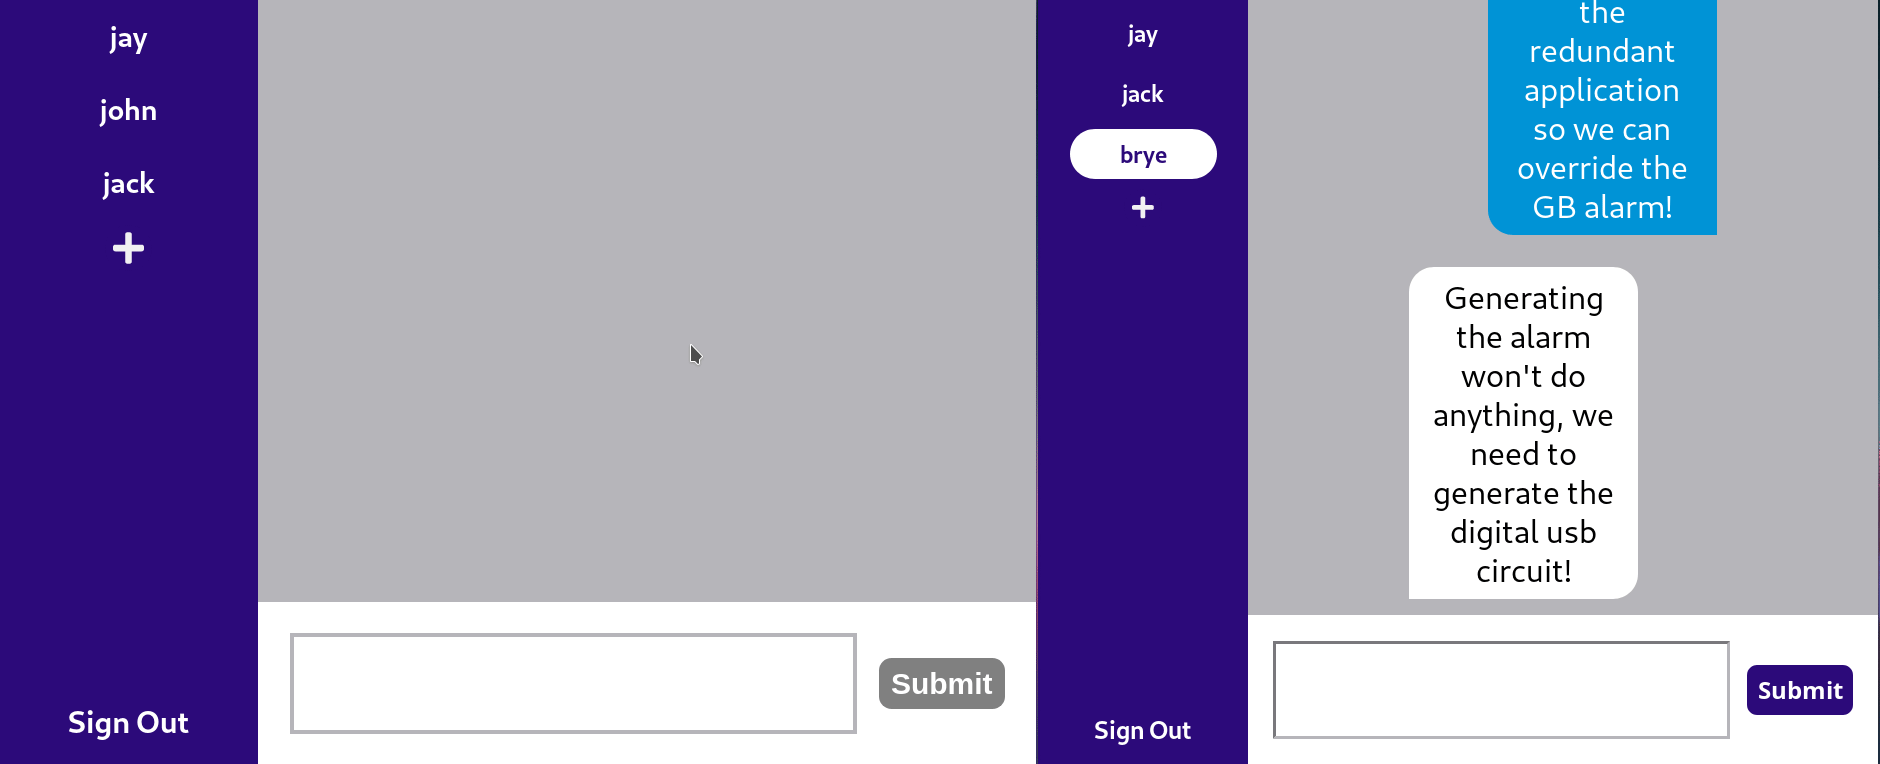 jay
john
jack
+
Sign Out
Submit
jay
jack
brye
+
Sign Out
the
redundant
application
so we can
override the
GB alarm!
Generating
the alarm
won't do
anything, we
need to
generate the
digital usb
circuit!
Submit